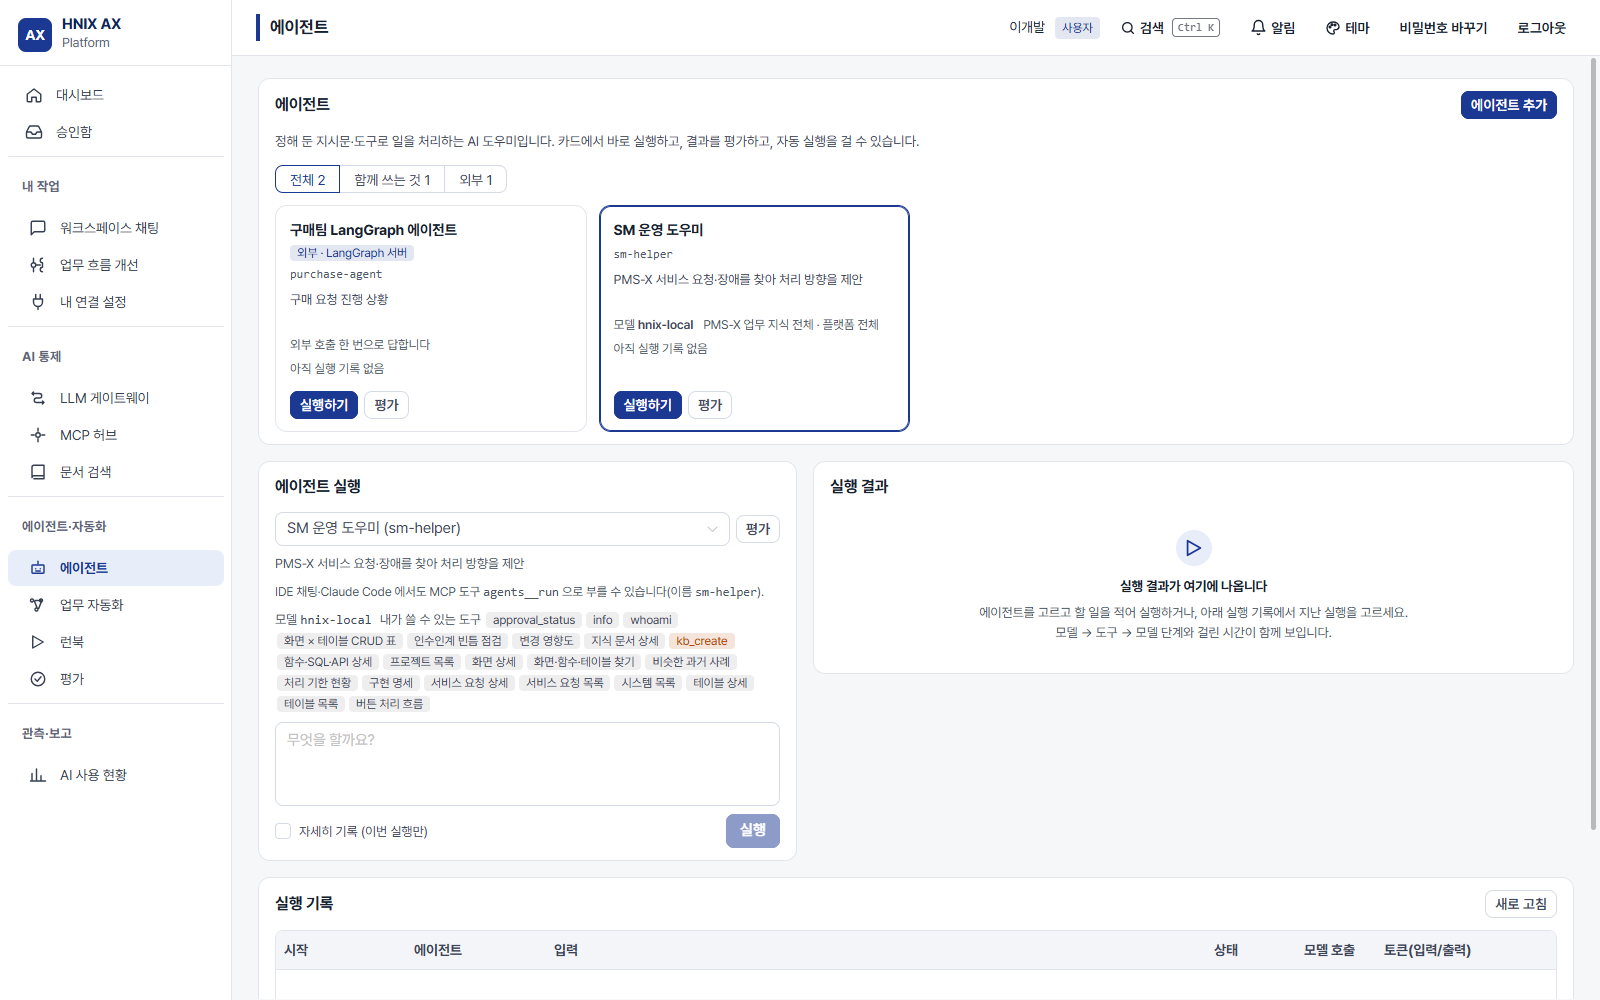 AX
HNIX AX
Platform
대시보드
승인함
내 작업
워크스페이스 채팅
업무 흐름 개선
내 연결 설정
AI 통제
LLM 게이트웨이
MCP 허브
문서 검색
에이전트·자동화
에이전트
업무 자동화
런북
평가
관측·보고
AI 사용 현황
에이전트
이개발 사용자 검색 Ctrl K 알림 테마 비밀번호 바꾸기 로그아웃
에이전트
에이전트 추가
정해 둔 지시문·도구로 일을 처리하는 AI 도우미입니다. 카드에서 바로 실행하고, 결과를 평가하고, 자동 실행을 걸 수 있습니다.
전체 2 함께 쓰는 것 1 외부 1
구매팀 LangGraph 에이전트
외부 · LangGraph 서버
purchase-agent
구매 요청 진행 상황
외부 호출 한 번으로 답합니다
아직 실행 기록 없음
실행하기 평가
SM 운영 도우미
sm-helper
PMS-X 서비스 요청·장애를 찾아 처리 방향을 제안
모델 hnix-local PMS-X 업무 지식 전체 · 플랫폼 전체
아직 실행 기록 없음
실행하기 평가
에이전트 실행
SM 운영 도우미 (sm-helper) 평가
PMS-X 서비스 요청·장애를 찾아 처리 방향을 제안
IDE 채팅·Claude Code 에서도 MCP 도구 agents__run 으로 부를 수 있습니다(이름 sm-helper).
모델 hnix-local 내가 쓸 수 있는 도구 approval_status info whoami
화면 × 테이블 CRUD 표 인수인계 빈틈 점검 변경 영향도 지식 문서 상세 kb_create
함수·SQL·API 상세 프로젝트 목록 화면 상세 화면·함수·테이블 찾기 비슷한 과거 사례
처리 기한 현황 구현 명세 서비스 요청 상세 서비스 요청 목록 시스템 목록 테이블 상세
테이블 목록 버튼 처리 흐름
무엇을 할까요?
자세히 기록 (이번 실행만) 실행
실행 결과
실행 결과가 여기에 나옵니다
에이전트를 고르고 할 일을 적어 실행하거나, 아래 실행 기록에서 지난 실행을 고르세요.
모델 → 도구 → 모델 단계와 걸린 시간이 함께 보입니다.
실행 기록
새로 고침
시작 에이전트 입력 상태 모델 호출 토큰(입력/출력)